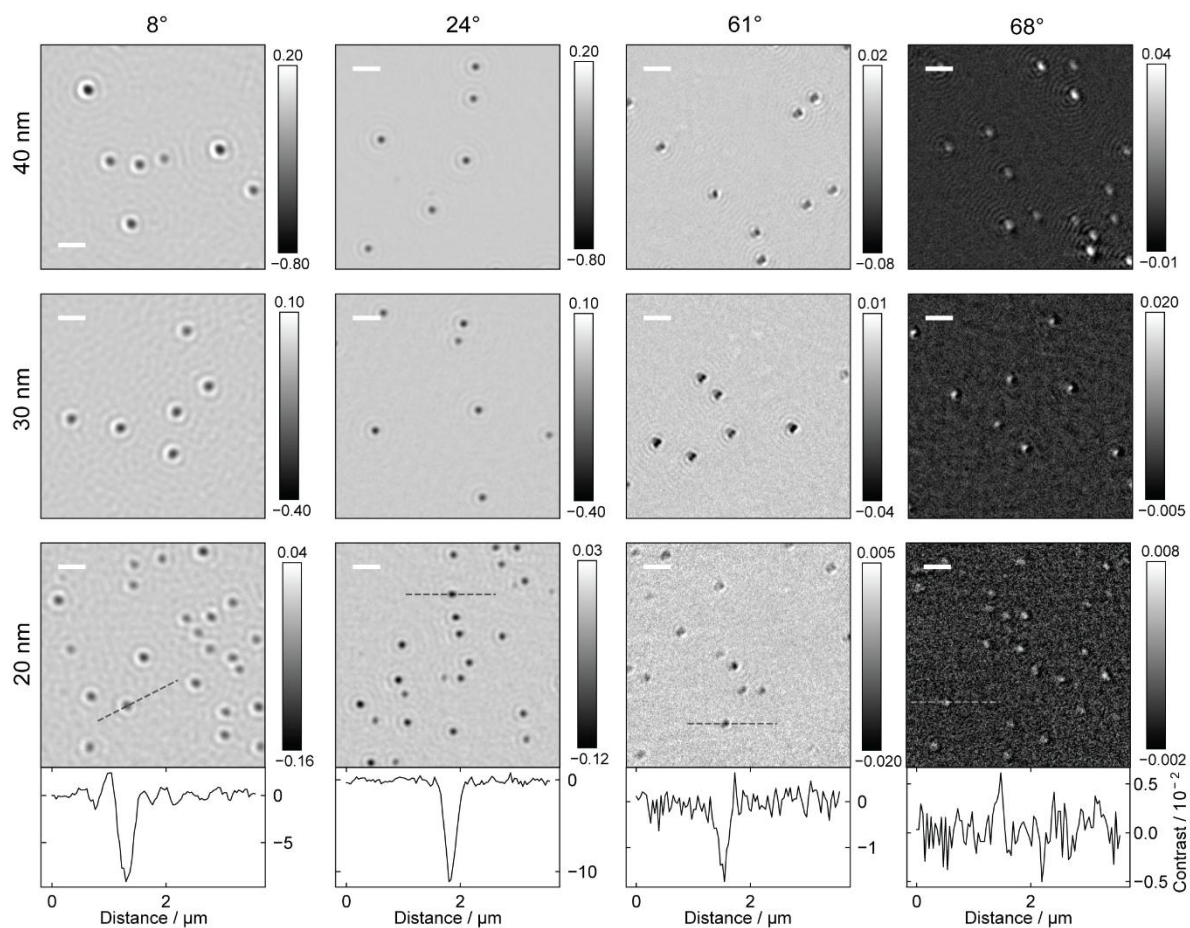 8° 24° 61° 68°
0.20 0.20 0.02 0.04
40 nm
−0.80 −0.80 −0.08 −0.01
0.10 0.10 0.01 0.020
30 nm
−0.40 −0.40 −0.04 −0.005
0.04 0.03 0.005 0.008
20 nm
−0.16 −0.12 −0.020 −0.002
0 0 0 0.5
−5 −1 0.0
−10 −0.5
Contrast / 10⁻²
0 2 0 2 0 2 0 2
Distance / μm Distance / μm Distance / μm Distance / μm